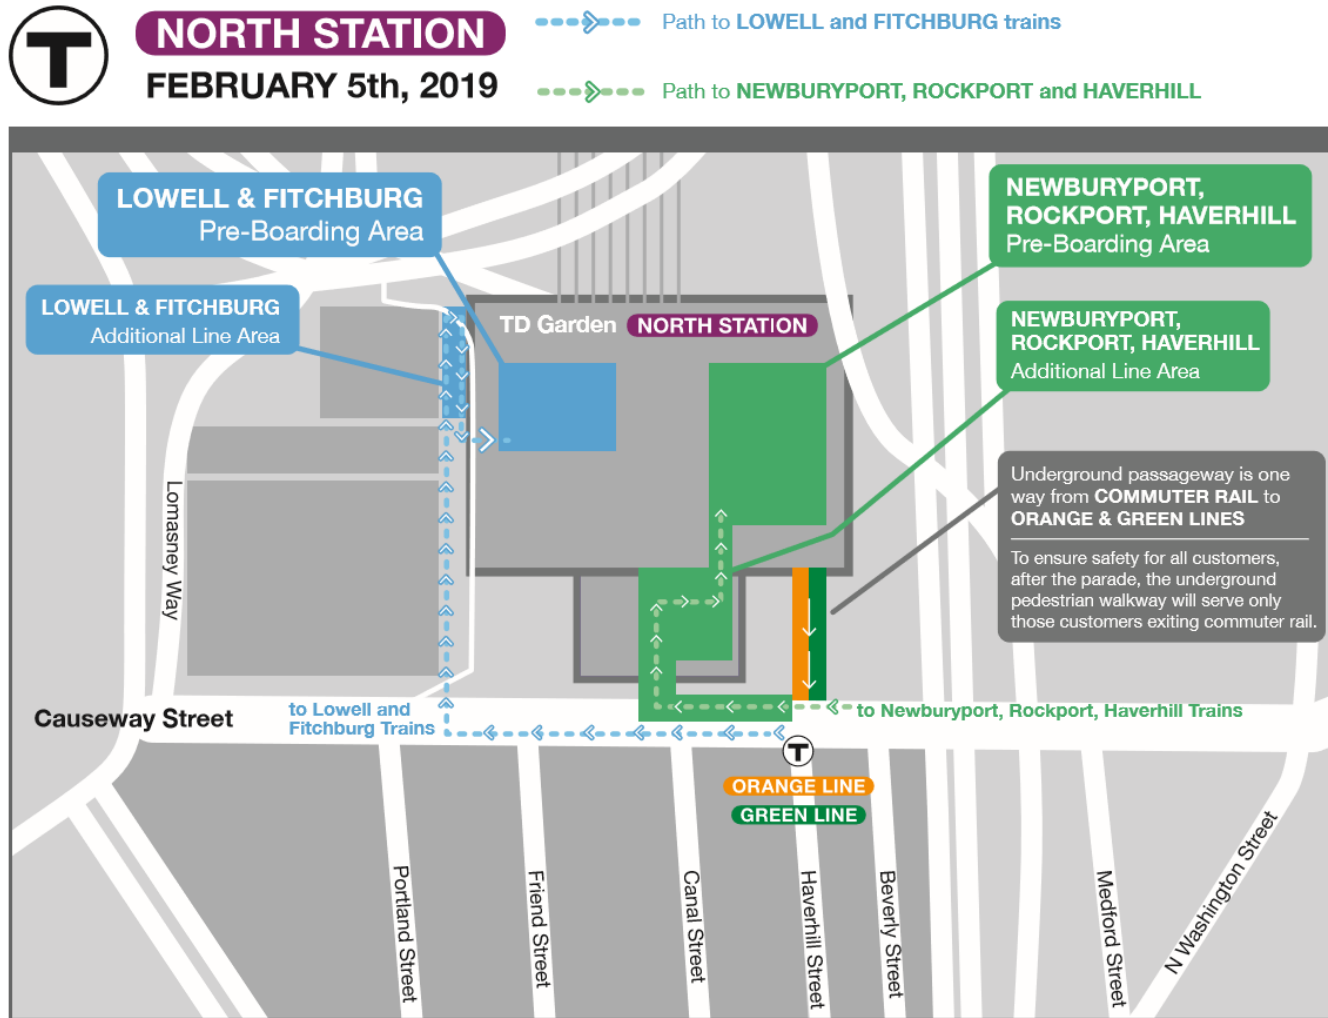 T
NORTH STATION
FEBRUARY 5th, 2019
Path to LOWELL and FITCHBURG trains
Path to NEWBURYPORT, ROCKPORT and HAVERHILL
LOWELL & FITCHBURG
Pre-Boarding Area
NEWBURYPORT,
ROCKPORT, HAVERHILL
Pre-Boarding Area
LOWELL & FITCHBURG
Additional Line Area
TD Garden NORTH STATION
NEWBURYPORT,
ROCKPORT, HAVERHILL
Additional Line Area
Underground passageway is one
way from COMMUTER RAIL to
ORANGE & GREEN LINES
To ensure safety for all customers,
after the parade, the underground
pedestrian walkway will serve only
those customers exiting commuter rail.
Lomasney Way
Causeway Street
to Lowell and
Fitchburg Trains
to Newburyport, Rockport, Haverhill Trains
T
ORANGE LINE
GREEN LINE
Portland Street
Friend Street
Canal Street
Haverhill Street
Beverly Street
Medford Street
N Washington Street